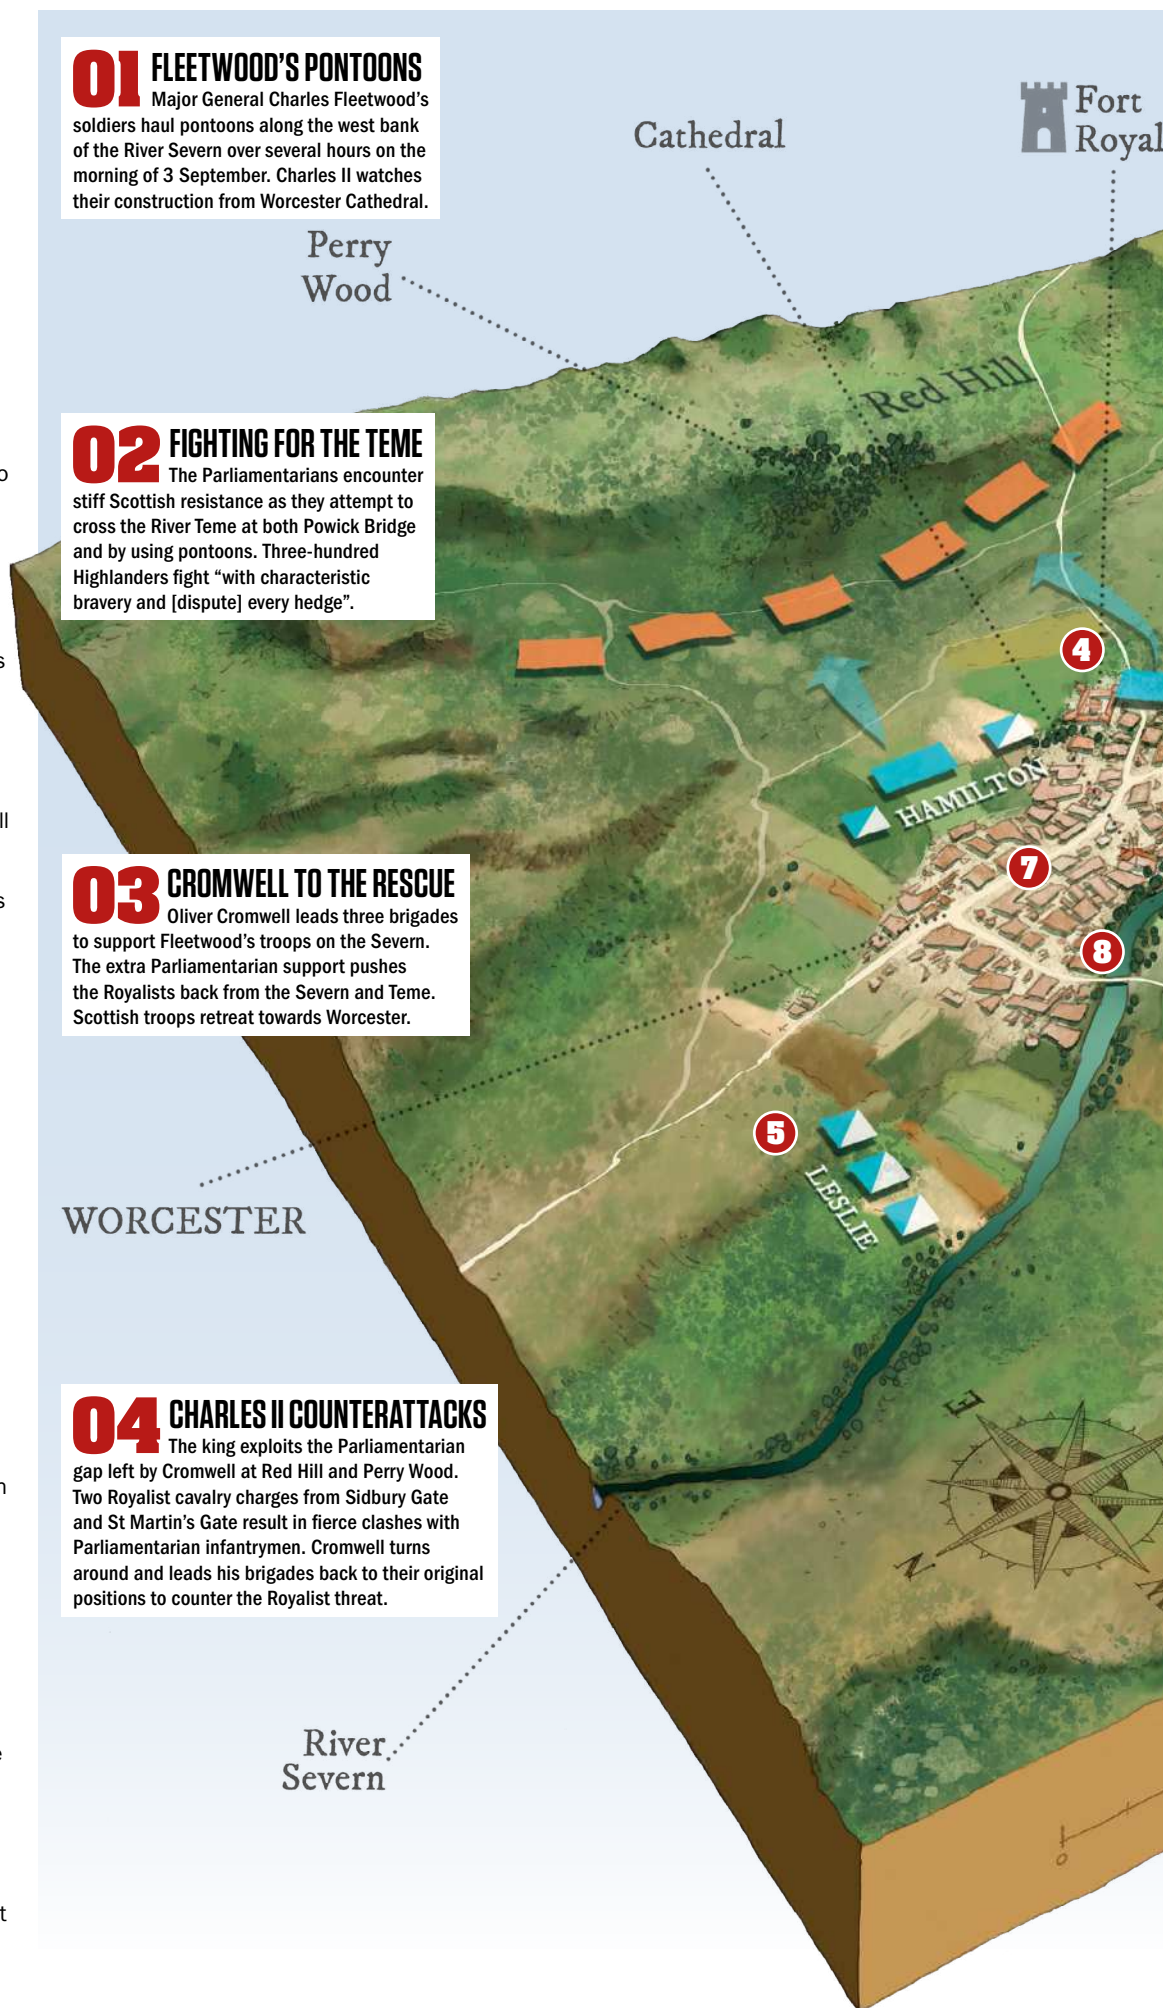 01 FLEETWOOD'S PONTOONS
Major General Charles Fleetwood's
soldiers haul pontoons along the west bank
of the River Severn over several hours on the
morning of 3 September. Charles II watches
their construction from Worcester Cathedral.
Cathedral
Fort
Royal
Perry
Wood
Red Hill
02 FIGHTING FOR THE TEME
The Parliamentarians encounter
stiff Scottish resistance as they attempt to
cross the River Teme at both Powick Bridge
and by using pontoons. Three-hundred
Highlanders fight “with characteristic
bravery and [dispute] every hedge”.
4
HAMILTON
7
8
03 CROMWELL TO THE RESCUE
Oliver Cromwell leads three brigades
to support Fleetwood's troops on the Severn.
The extra Parliamentarian support pushes
the Royalists back from the Severn and Teme.
Scottish troops retreat towards Worcester.
5
LESLIE
WORCESTER
04 CHARLES II COUNTERATTACKS
The king exploits the Parliamentarian
gap left by Cromwell at Red Hill and Perry Wood.
Two Royalist cavalry charges from Sidbury Gate
and St Martin's Gate result in fierce clashes with
Parliamentarian infantrymen. Cromwell turns
around and leads his brigades back to their original
positions to counter the Royalist threat.
E
N
River
Severn
0